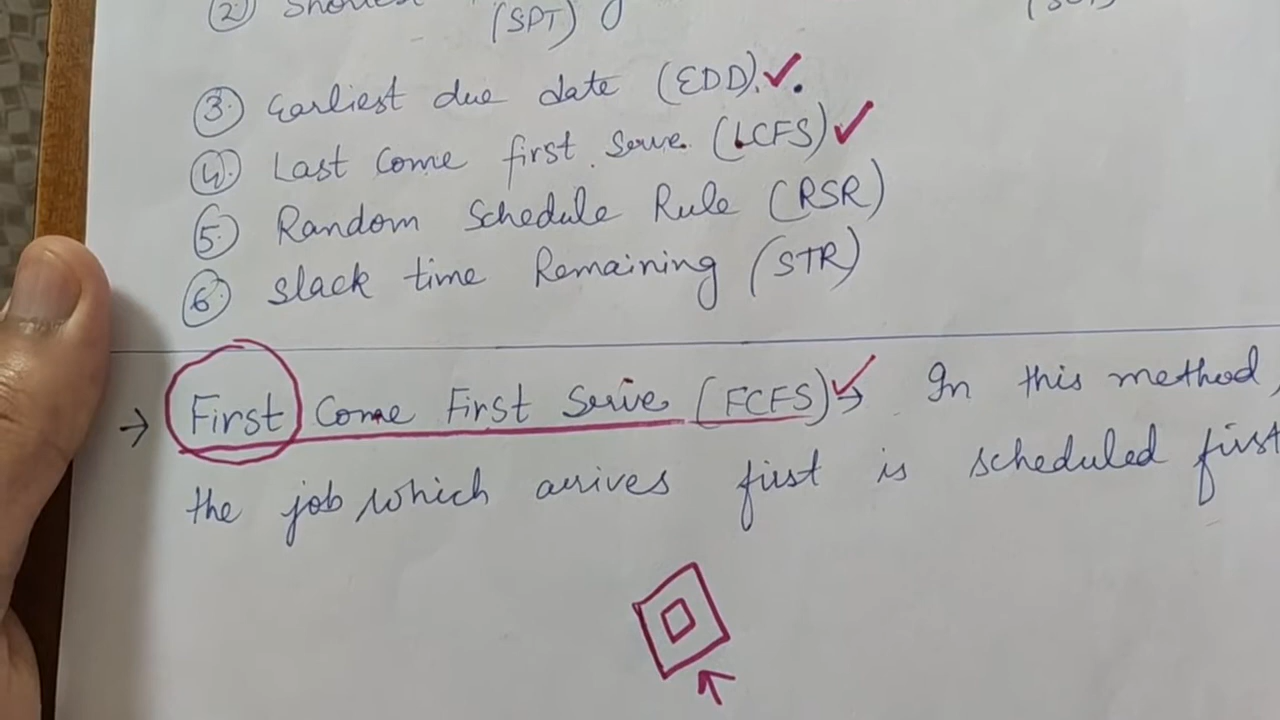 ②
(SPT)
③ Earliest due date (EDD).
④ Last Come first serve. (LCFS)
⑤ Random Schedule Rule (RSR)
⑥ Slack time Remaining (STR)
→ First Come First Serve (FCFS) → In this method,
the job which arrives first is scheduled first